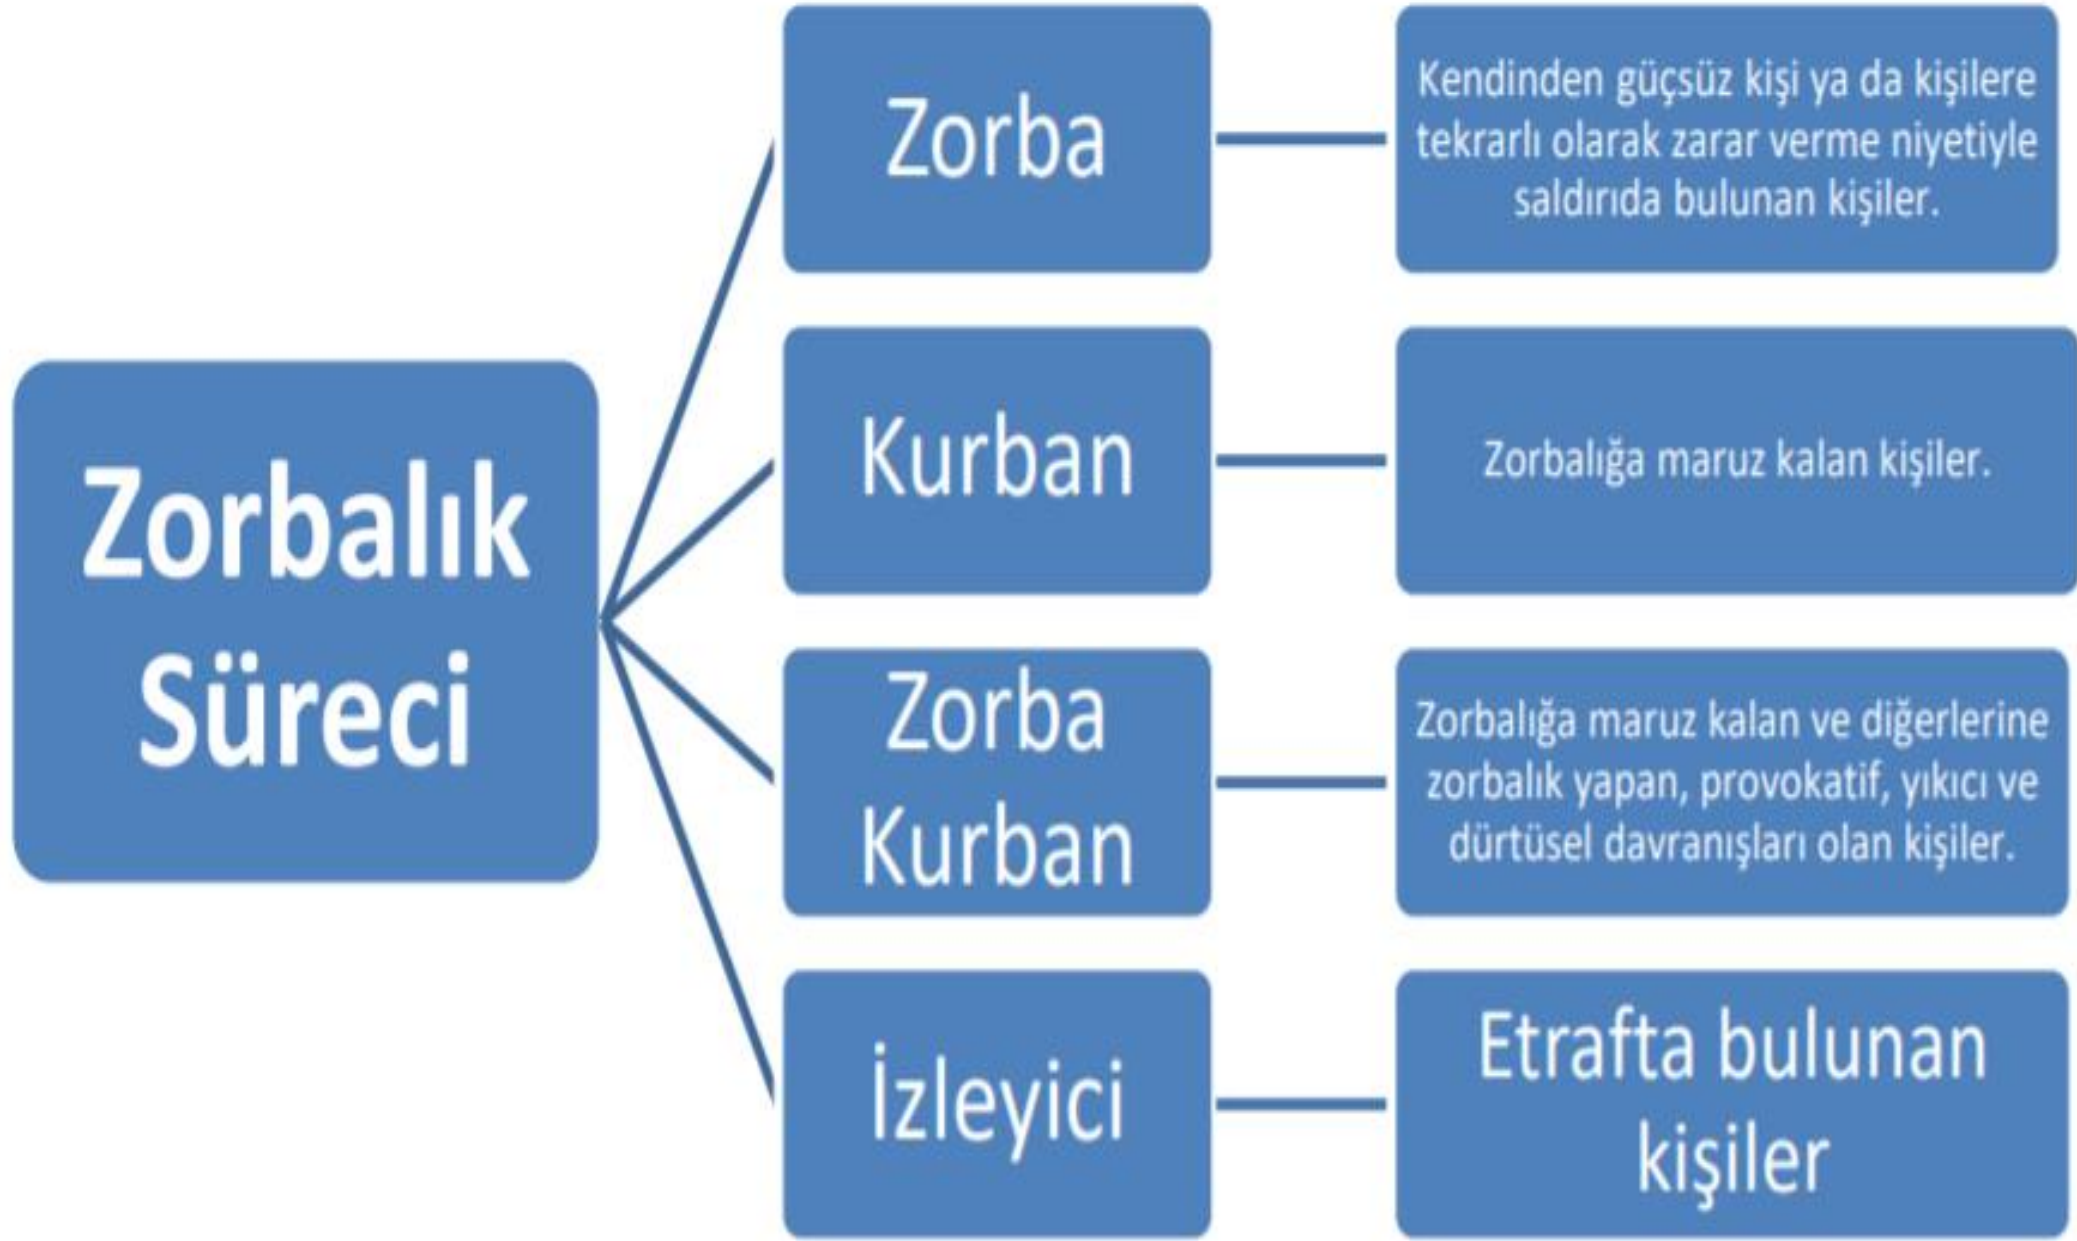 Zorbalık
Süreci
Zorba
Kendinden güçsüz kişi ya da kişilere
tekrarlı olarak zarar verme niyetiyle
saldırıda bulunan kişiler.
Kurban
Zorbalığa maruz kalan kişiler.
Zorba
Kurban
Zorbalığa maruz kalan ve diğerlerine
zorbalık yapan, provokatif, yıkıcı ve
dürtüsel davranışları olan kişiler.
İzleyici
Etrafta bulunan
kişiler